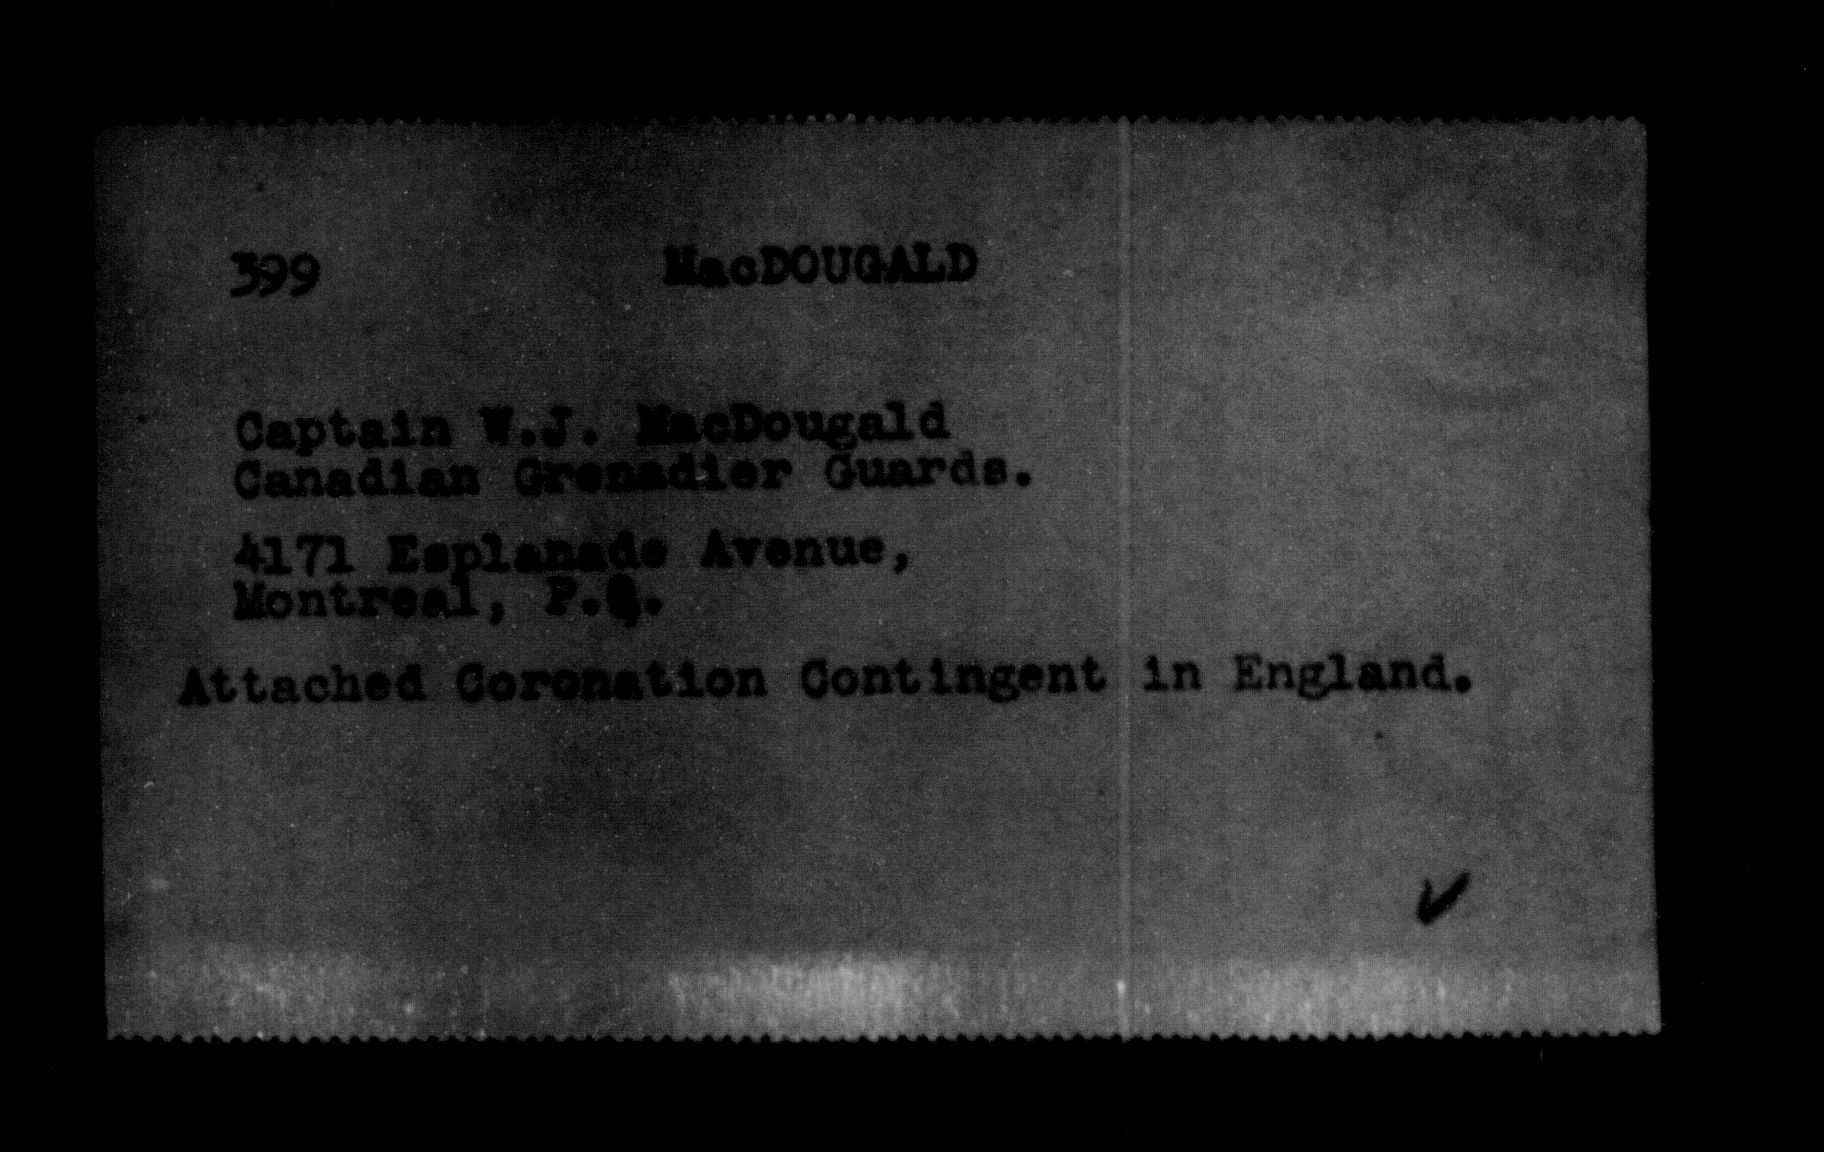 399 MacDOUGALD
Captain W.J. MacDougald
Canadian Grenadier Guards.
4171 Esplanade Avenue,
Montreal, P.Q.
Attached Coronation Contingent in England.